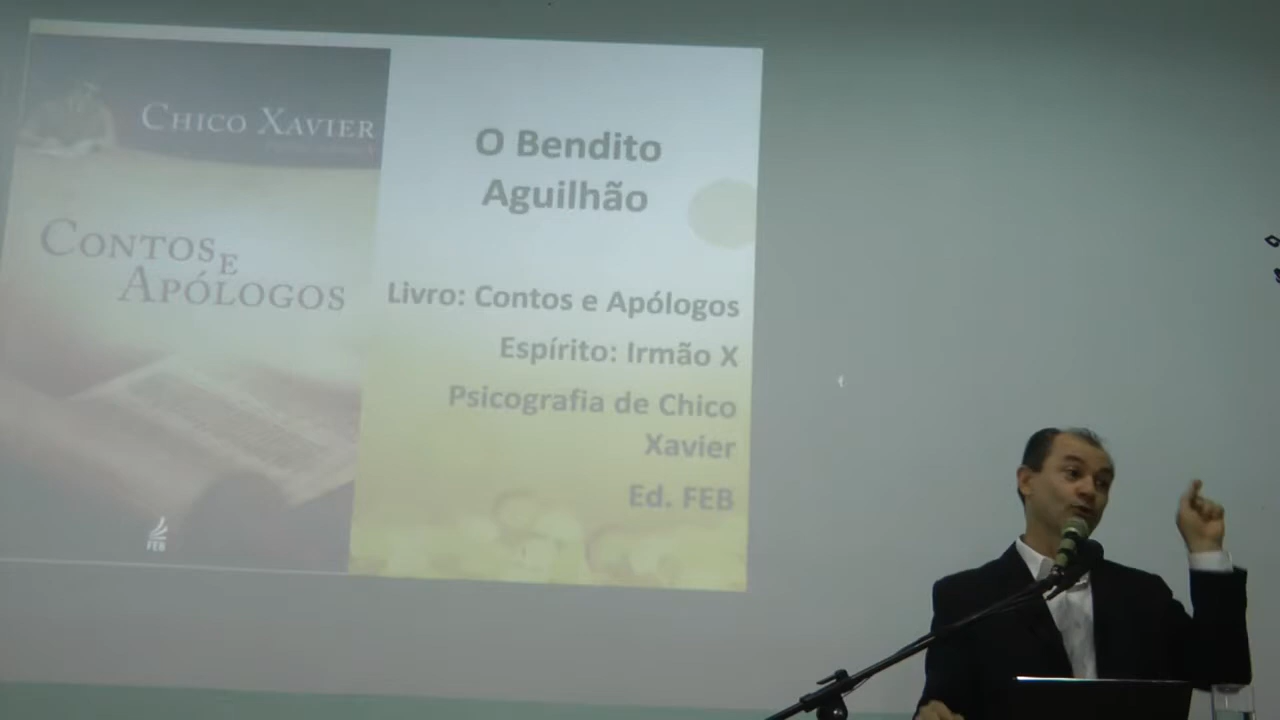 CHICO XAVIER
CONTOS E
APÓLOGOS
FEB
O Bendito
Aguilhão
Livro: Contos e Apólogos
Espírito: Irmão X
Psicografia de Chico
Xavier
Ed. FEB